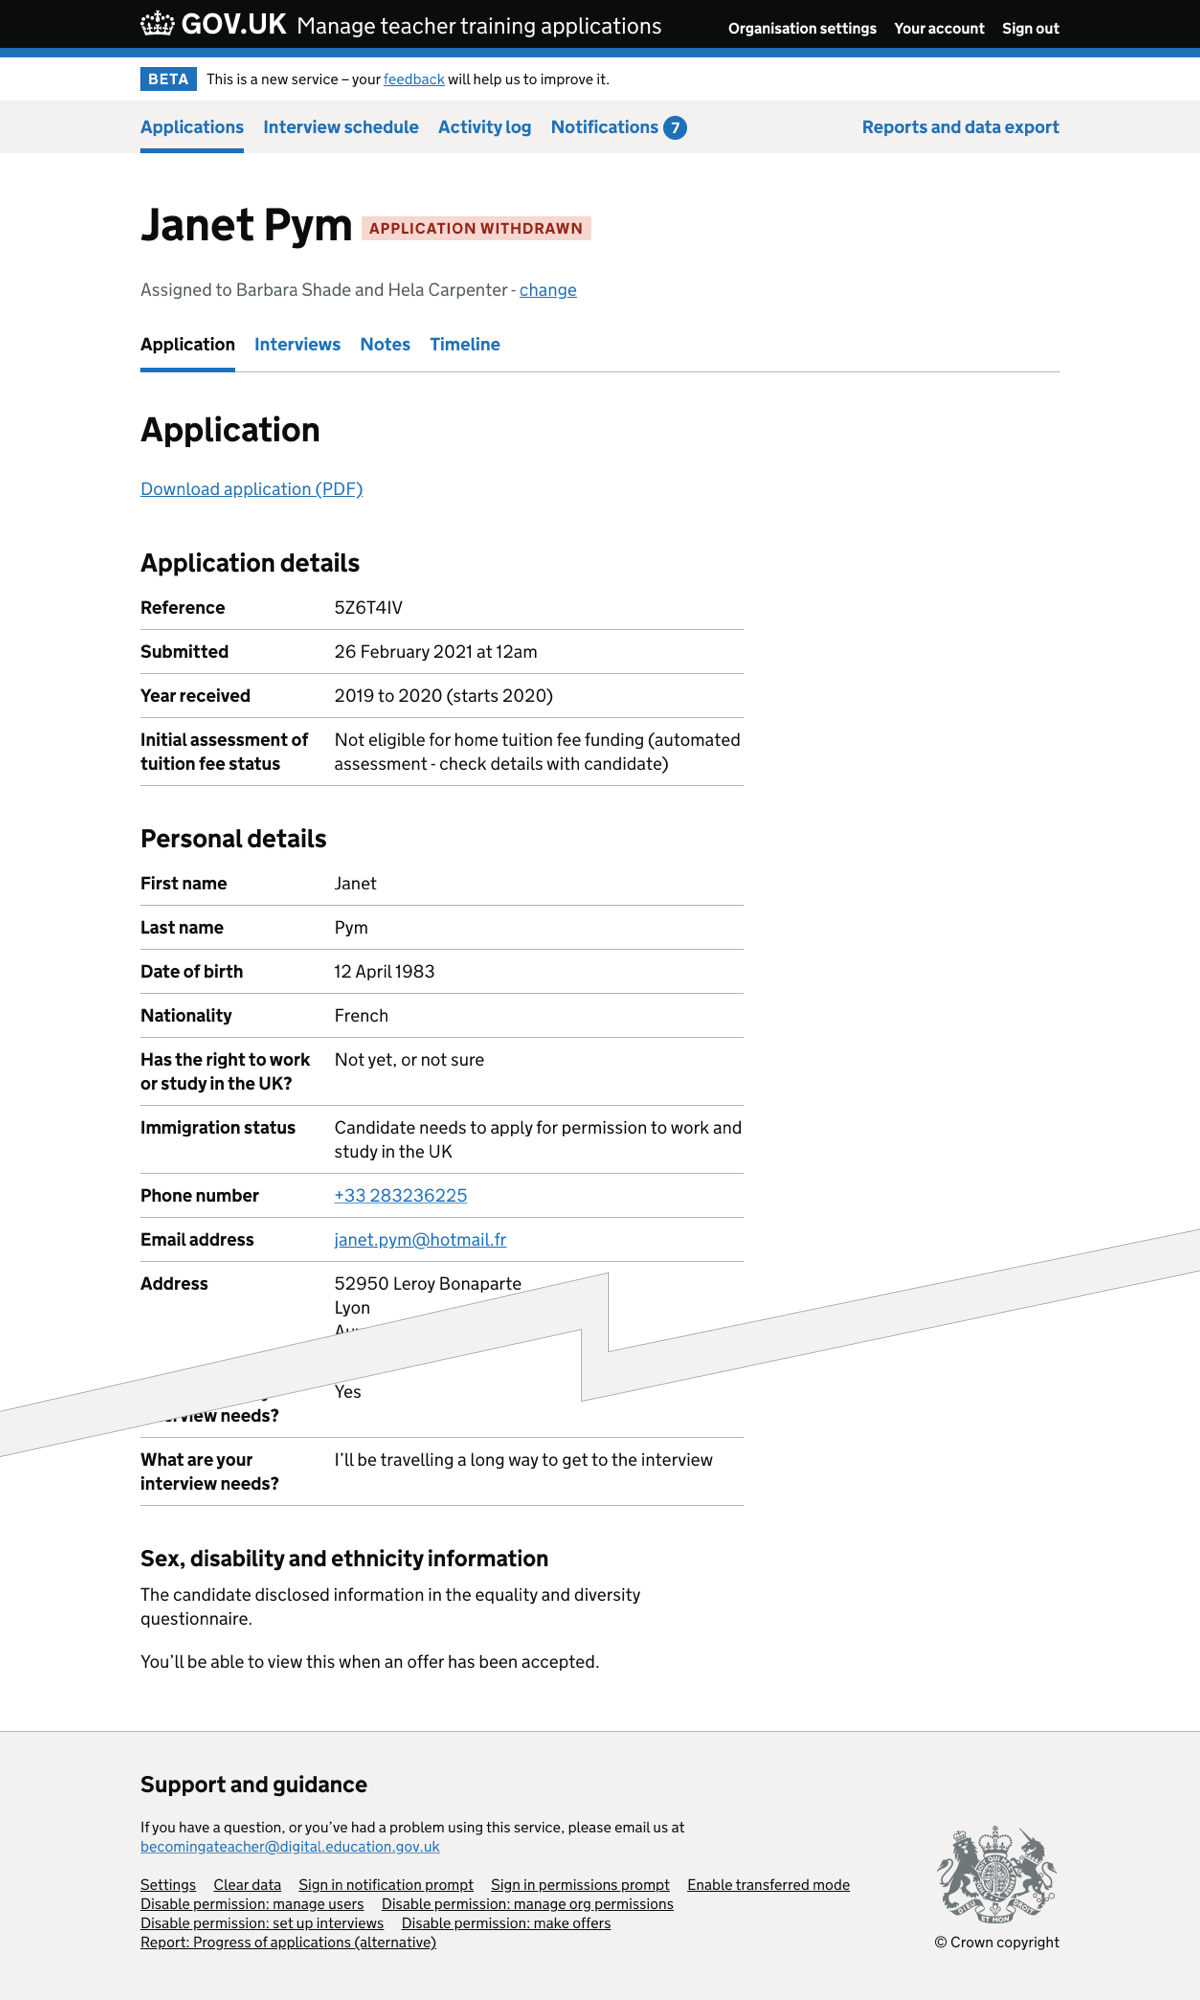 GOV.UK Manage teacher training applications Organisation settings Your account Sign out
BETA This is a new service – your feedback will help us to improve it.
Applications Interview schedule Activity log Notifications 7 Reports and data export
Janet Pym APPLICATION WITHDRAWN
Assigned to Barbara Shade and Hela Carpenter - change
Application Interviews Notes Timeline
Application
Download application (PDF)
Application details
Reference 5Z6T4IV
Submitted 26 February 2021 at 12am
Year received 2019 to 2020 (starts 2020)
Initial assessment of Not eligible for home tuition fee funding (automated
tuition fee status assessment - check details with candidate)
Personal details
First name Janet
Last name Pym
Date of birth 12 April 1983
Nationality French
Has the right to work Not yet, or not sure
or study in the UK?
Immigration status Candidate needs to apply for permission to work and
study in the UK
Phone number +33 283236225
Email address janet.pym@hotmail.fr
Address 52950 Leroy Bonaparte
Lyon
Yes
needs?
What are your I’ll be travelling a long way to get to the interview
interview needs?
Sex, disability and ethnicity information
The candidate disclosed information in the equality and diversity
questionnaire.
You’ll be able to view this when an offer has been accepted.
Support and guidance
If you have a question, or you’ve had a problem using this service, please email us at
becomingateacher@digital.education.gov.uk
Settings Clear data Sign in notification prompt Sign in permissions prompt Enable transferred mode
Disable permission: manage users Disable permission: manage org permissions
Disable permission: set up interviews Disable permission: make offers
Report: Progress of applications (alternative)
© Crown copyright